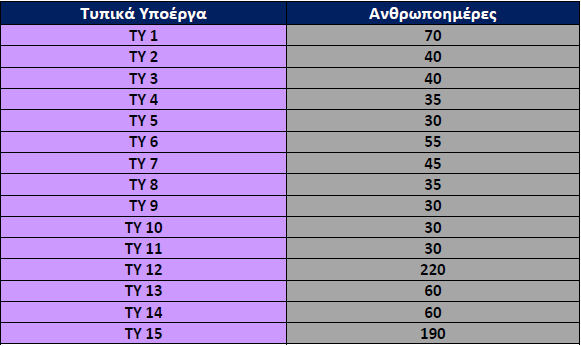 Τυπικά Υποέργα Ανθρωποημέρες
ΤΥ 1 70
ΤΥ 2 40
ΤΥ 3 40
ΤΥ 4 35
ΤΥ 5 30
ΤΥ 6 55
ΤΥ 7 45
ΤΥ 8 35
ΤΥ 9 30
ΤΥ 10 30
ΤΥ 11 30
ΤΥ 12 220
ΤΥ 13 60
ΤΥ 14 60
ΤΥ 15 190